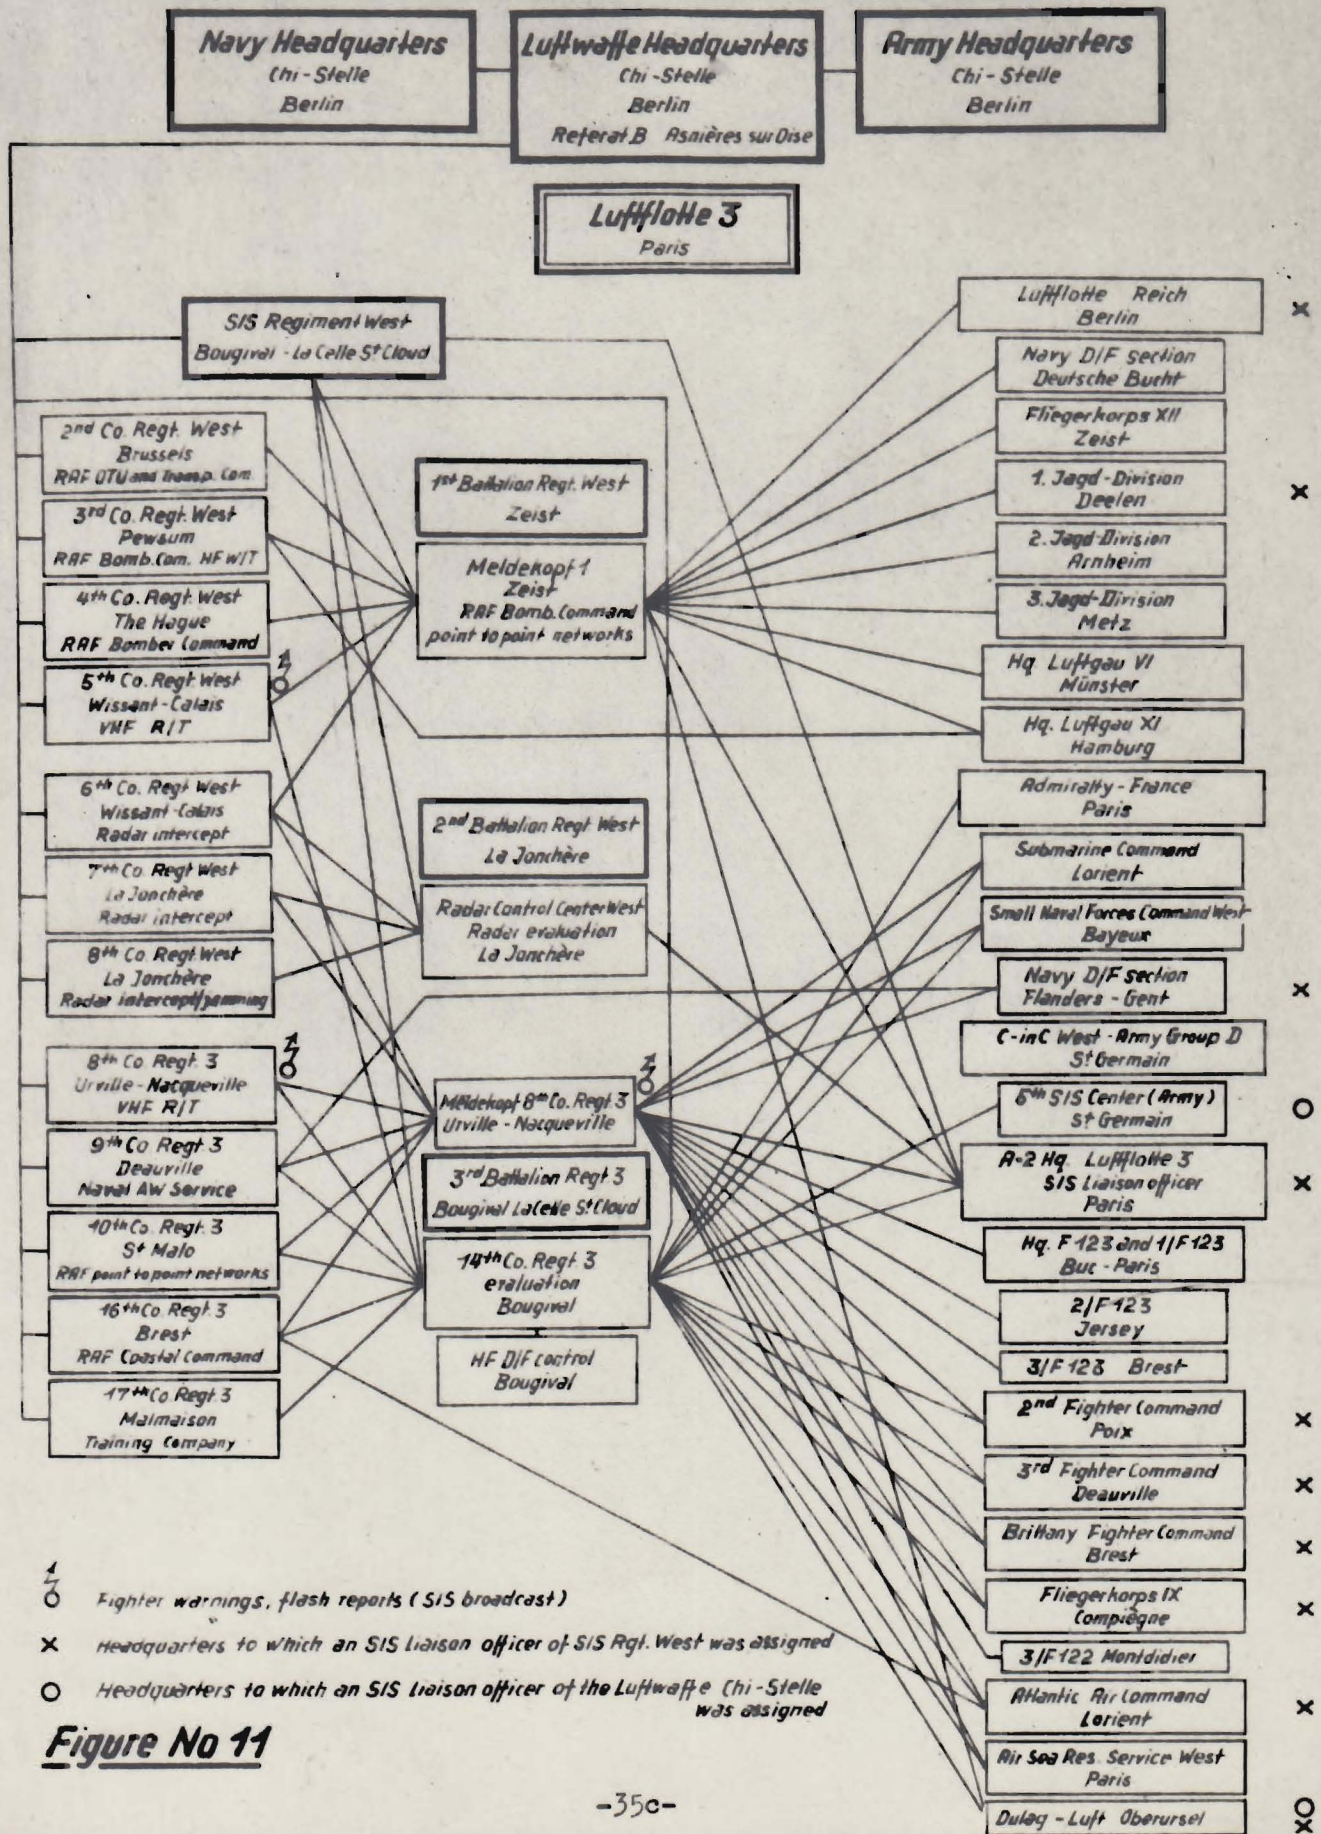 Navy Headquarters
Chi-Stelle
Berlin
Luftwaffe Headquarters
Chi-Stelle
Berlin
Referat B Asnières sur Oise
Army Headquarters
Chi-Stelle
Berlin
Luftflotte 3
Paris
SIS Regiment West
Bougival - La Celle St Cloud
2nd Co. Regt. West
Brussels
RAF OTU and Transp. Com.
3rd Co. Regt. West
Pewsum
RAF Bomb. Com. HF W/T
4th Co. Regt. West
The Hague
RAF Bomber Command
5th Co. Regt. West
Wissant-Calais
VHF R/T
6th Co. Regt West
Wissant-Calais
Radar intercept
7th Co. Regt West
La Jonchère
Radar intercept
8th Co. Regt. West
La Jonchère
Radar intercept/jamming
8th Co. Regt. 3
Urville-Nacqueville
VHF R/T
9th Co. Regt. 3
Deauville
Naval AW Service
10th Co. Regt. 3
St Malo
RAF point to point networks
16th Co. Regt. 3
Brest
RAF Coastal Command
17th Co. Regt. 3
Malmaison
Training Company
1st Battalion Regt. West
Zeist
Meldekopf 1
Zeist
RAF Bomb. Command
point to point networks
2nd Battalion Regt West
La Jonchère
Radar Control Center West
Radar evaluation
La Jonchère
Meldekopf 8th Co. Regt. 3
Urville-Nacqueville
3rd Battalion Regt 3
Bougival La Celle St Cloud
14th Co. Regt. 3
evaluation
Bougival
HF D/F control
Bougival
Luftflotte Reich
Berlin
X
Navy D/F section
Deutsche Bucht
Fliegerkorps XII
Zeist
1. Jagd-Division
Deelen
X
2. Jagd-Division
Arnheim
3. Jagd-Division
Metz
Hq. Luftgau VI
Münster
Hq. Luftgau XI
Hamburg
Admiralty - France
Paris
Submarine Command
Lorient
Small Naval Forces Command West
Bayeux
Navy D/F section
Flanders - Gent
X
C-in C West - Army Group D
St Germain
5th SIS Center (Army)
St Germain
O
A-2 Hq. Luftflotte 3
SIS Liaison officer
Paris
X
Hq. F 123 and 1/F 123
Buc - Paris
2/F 123
Jersey
3/F 123 Brest
2nd Fighter Command
Poix
X
3rd Fighter Command
Deauville
X
Brittany Fighter Command
Brest
X
Fliegerkorps IX
Compiègne
X
3/F 122 Montdidier
Atlantic Air Command
Lorient
X
Air Sea Res. Service West
Paris
Dulag - Luft Oberursel
O
X
Fighter warnings, flash reports (SIS broadcast)
X Headquarters to which an SIS liaison officer of SIS Rgt. West was assigned
O Headquarters to which an SIS liaison officer of the Luftwaffe Chi-Stelle
was assigned
Figure No 11
-35c-